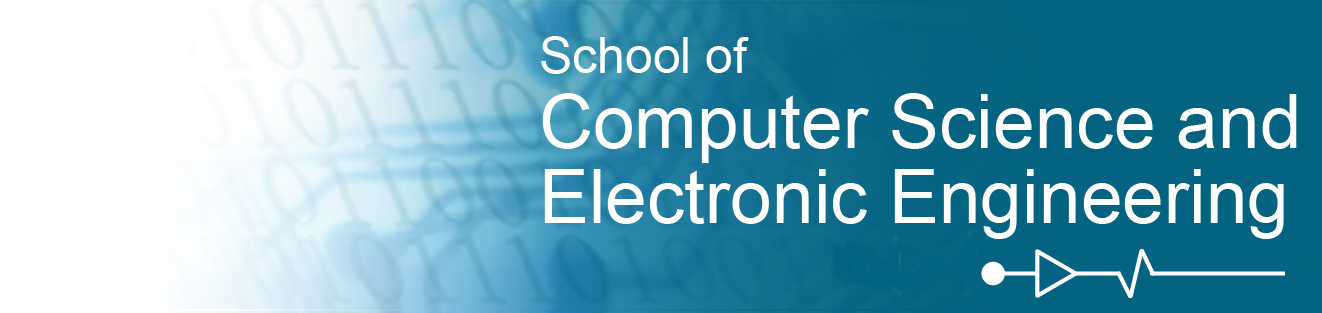 School of
Computer Science and
Electronic Engineering